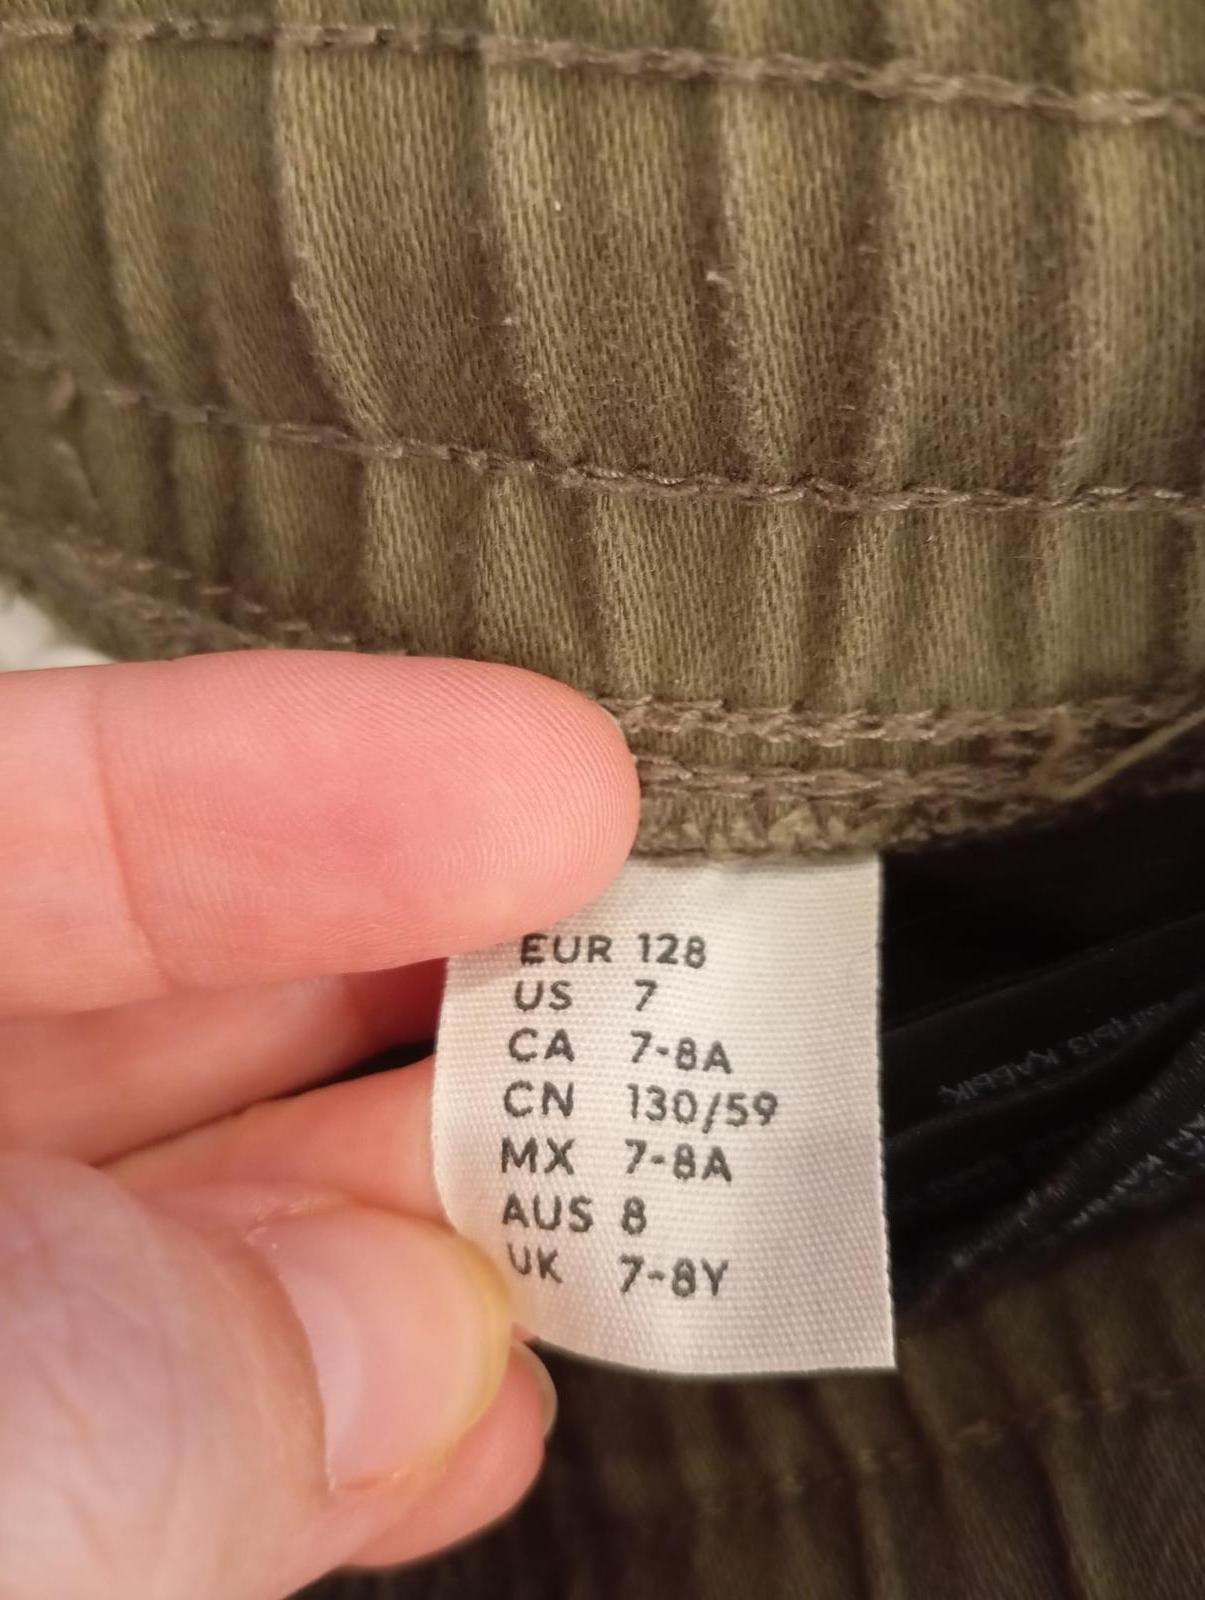 EUR 128
US 7
CA 7-8A
CN 130/59
MX 7-8A
AUS 8
UK 7-8Y